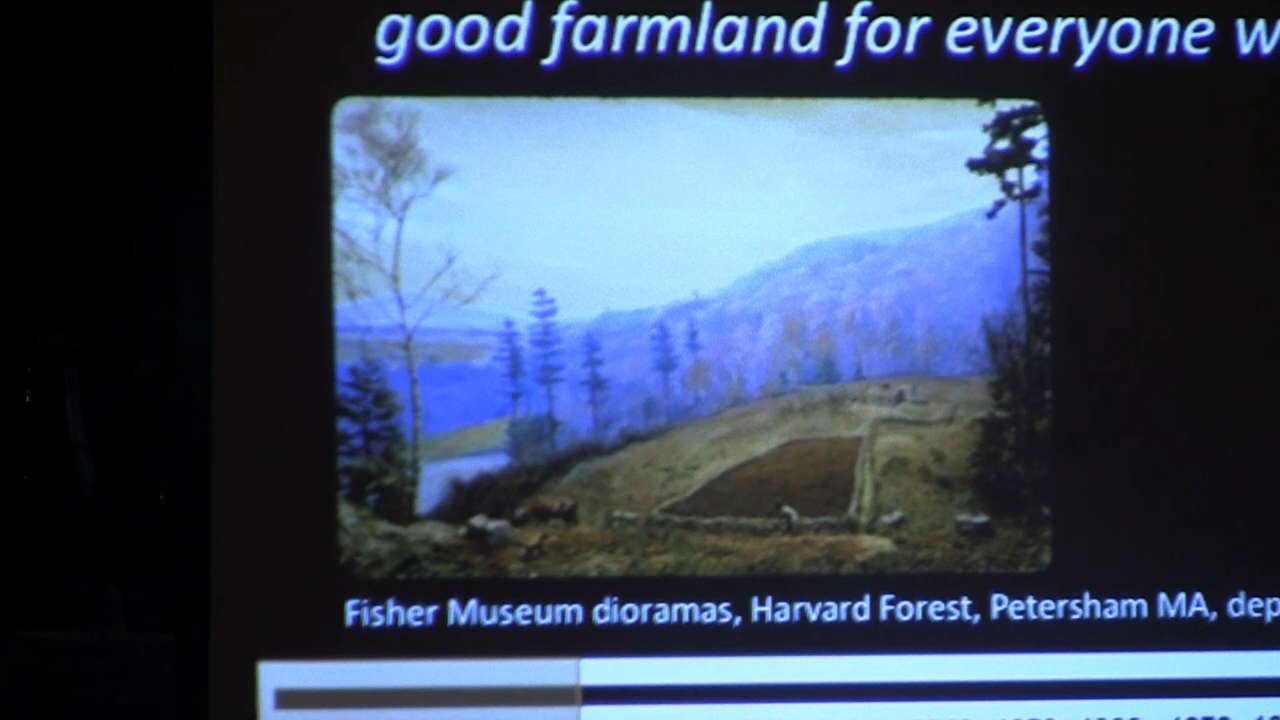 good farmland for everyone w
Fisher Museum dioramas, Harvard Forest, Petersham MA, dep